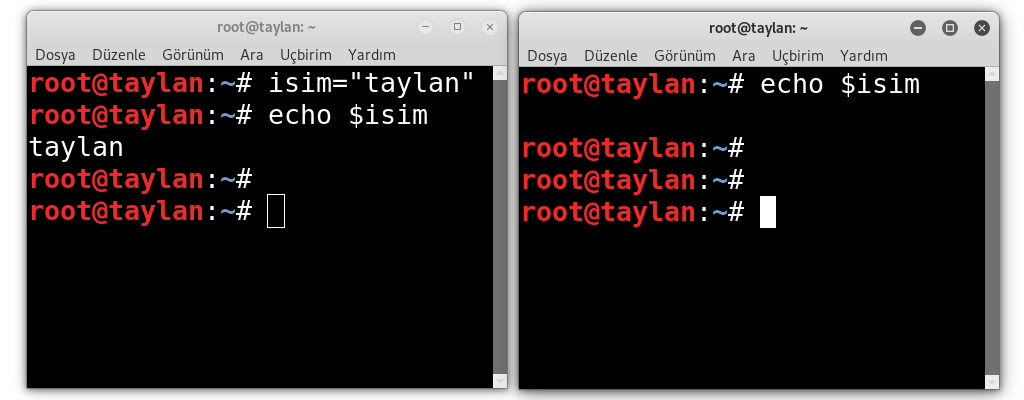 root@taylan: ~
Dosya Düzenle Görünüm Ara Uçbirim Yardım
root@taylan:~# isim="taylan"
root@taylan:~# echo $isim
taylan
root@taylan:~#
root@taylan:~#
root@taylan: ~
Dosya Düzenle Görünüm Ara Uçbirim Yardım
root@taylan:~# echo $isim
root@taylan:~#
root@taylan:~#
root@taylan:~#